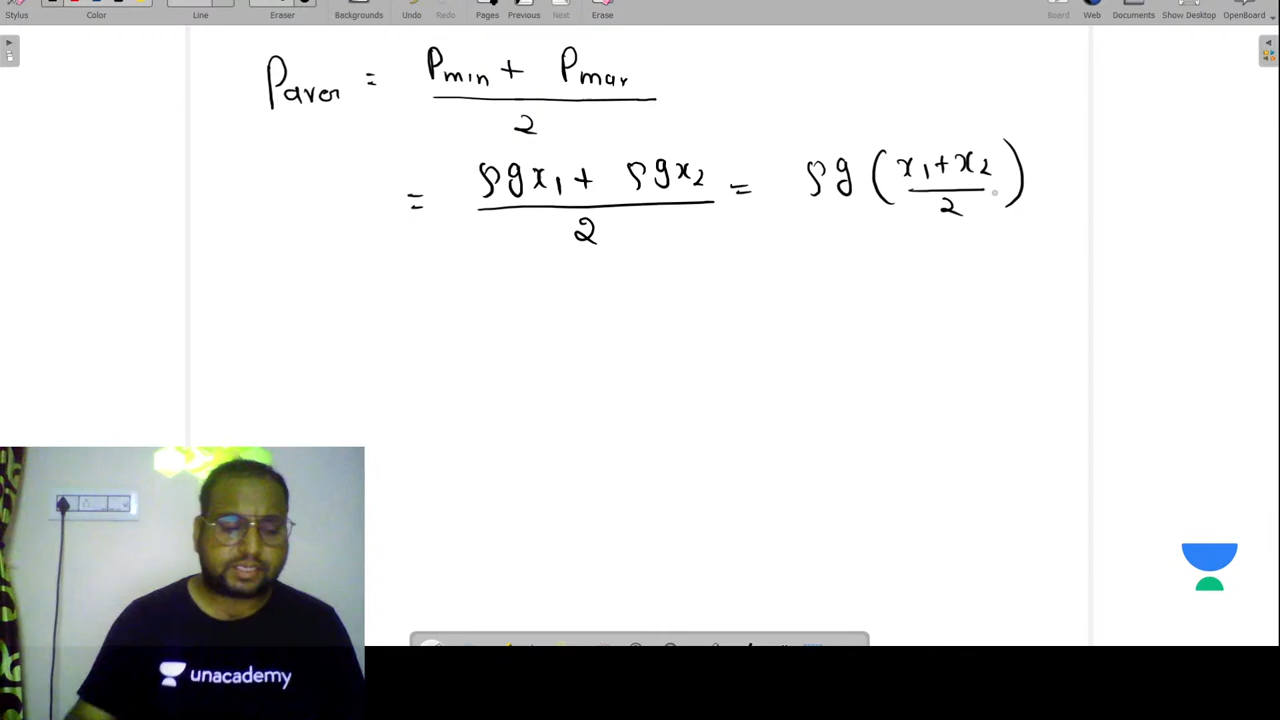 Stylus Color Line Eraser Backgrounds Undo Redo Pages Previous Next Erase Board Web Documents Show Desktop OpenBoard
Paver = Pmin + Pmax / 2
= ρgx1 + ρgx2 / 2 = ρg (x1+x2 / 2)
unacademy